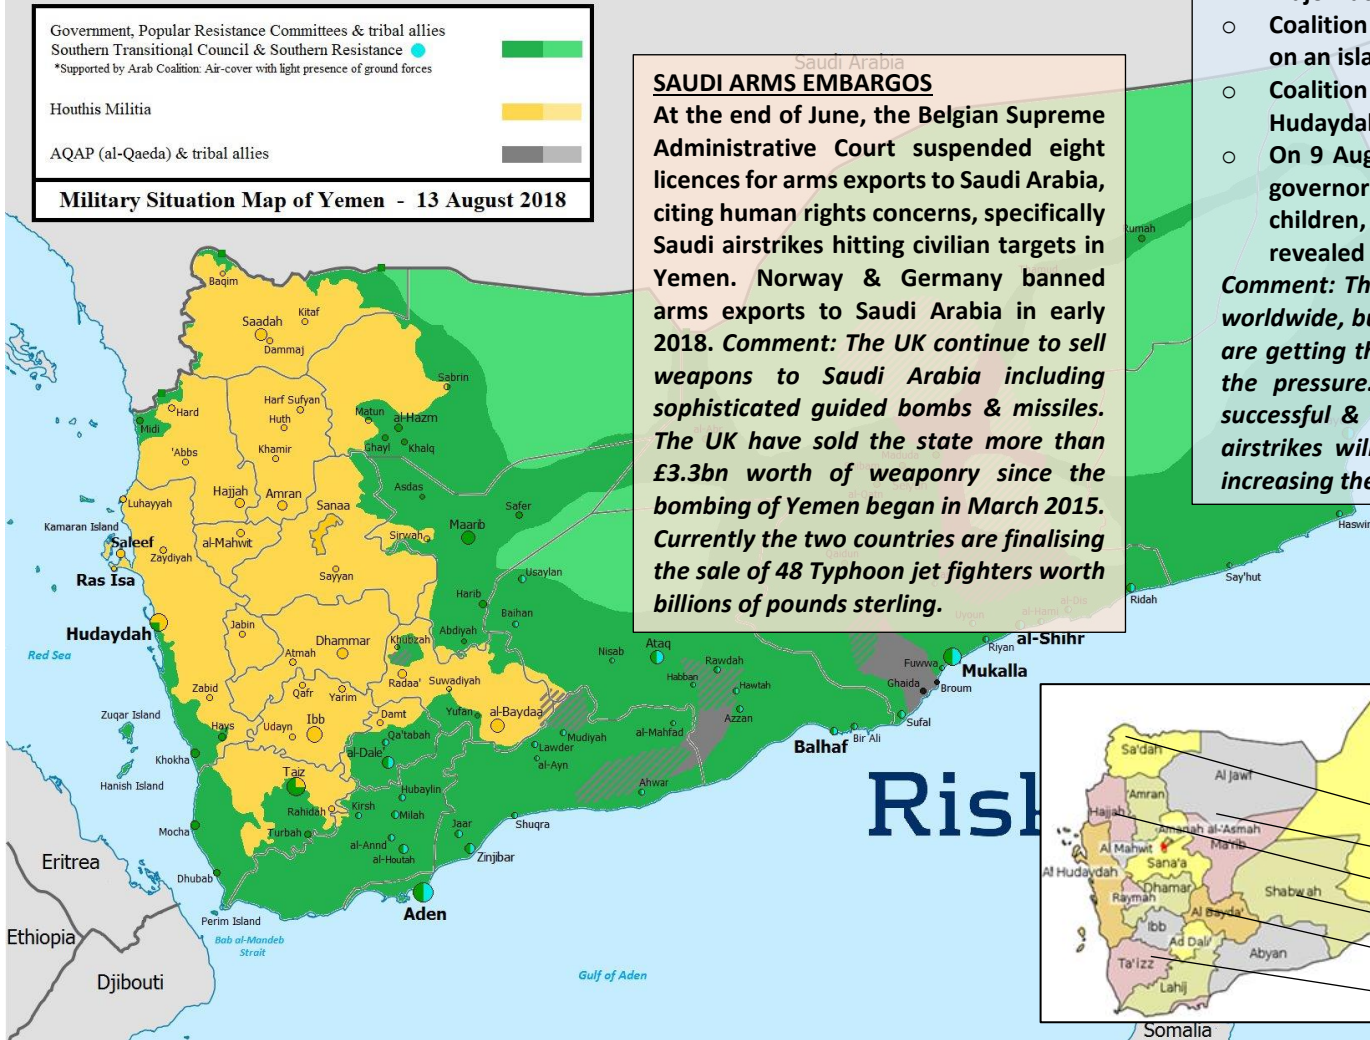 Government, Popular Resistance Committees & tribal allies
Southern Transitional Council & Southern Resistance
*Supported by Arab Coalition: Air-cover with light presence of ground forces
Houthis Militia
AQAP (al-Qaeda) & tribal allies
Military Situation Map of Yemen - 13 August 2018
Saudi Arabia
SAUDI ARMS EMBARGOS
At the end of June, the Belgian Supreme
Administrative Court suspended eight
licences for arms exports to Saudi Arabia,
citing human rights concerns, specifically
Saudi airstrikes hitting civilian targets in
Yemen. Norway & Germany banned
arms exports to Saudi Arabia in early
2018. Comment: The UK continue to sell
weapons to Saudi Arabia including
sophisticated guided bombs & missiles.
The UK have sold the state more than
£3.3bn worth of weaponry since the
bombing of Yemen began in March 2015.
Currently the two countries are finalising
the sale of 48 Typhoon jet fighters worth
billions of pounds sterling.
o Coalition
on an isla
o Coalition
Hudaydah
o On 9 Aug
governor
children,
revealed
Comment: Th
worldwide, bu
are getting th
the pressure.
successful &
airstrikes wil
increasing the
Rumah
Baqim
Kitaf
Saadah
Dammaj
Sabrin
Harf Sufyan
Hard
Huth
Matun
al-Hazm
Midi
Ghayl
Khalq
'Abbs
Khamir
Hajjah
Amran
Asdas
Luhayyah
Sanaa
Safer
Kamaran Island
Maarib
Haswin
Saleef
al-Mahwit
Sirwah
Zaydiyah
Ras Isa
Sayyan
Usaylan
Say'hut
Harib
Ridah
Uyoun
al-Hami
al-Dis
Qaidun
Baihan
Hudaydah
Jabin
Dhammar
Khubzah
Abdiyah
Ataq
al-Shihr
Riyan
Red Sea
Atmah
Nisab
Rawdah
Fuwwa
Mukalla
Radaa'
Suwadiyah
Habban
Zabid
Qafr
Yarim
Hawtah
Ghaida
Broum
Zuqar Island
Damt
Yufan
al-Baydaa
Azzan
Sufal
Hays
Udayn
Ibb
Qa'tabah
Mudiyah
al-Mahfad
Bir Ali
Khokha
al-Dale'
Lawder
Balhaf
al-Ayn
Hanish Island
Taiz
Ahwar
Hubaylin
Rahidah
Kirsh
Milah
Mocha
Turbah
Jaar
Shuqra
al-Annd
al-Houtah
Zinjibar
Eritrea
Dhubab
Aden
Perim Island
Ethiopia
Bab al-Mandeb
Strait
Gulf of Aden
Djibouti
Somalia
Risk
Sa'dah
Al Jawf
'Amran
Hajjah
Amanah al-'Asmah
Al Mahwit
Ma'rib
Sana'a
Al Hudaydah
Dhamar
Raymah
Shabwah
Al Bayda'
Ibb
Ad Dali'
Abyan
Ta'izz
Lahij